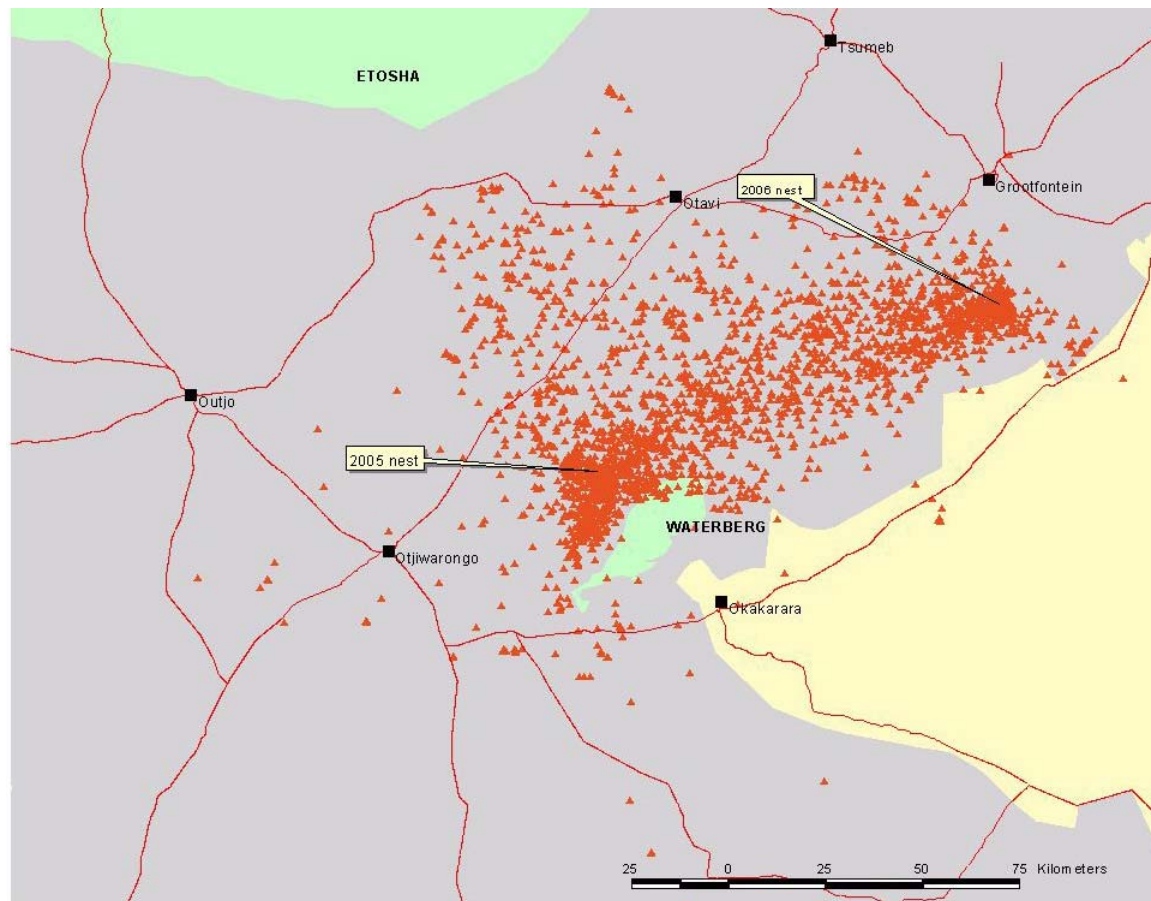 Tsumeb
ETOSHA
Grootfontein
2006 nest
Otavi
Outjo
2005 nest
WATERBERG
Otjiwarongo
Okakarara
25 0 25 50 75 Kilometers